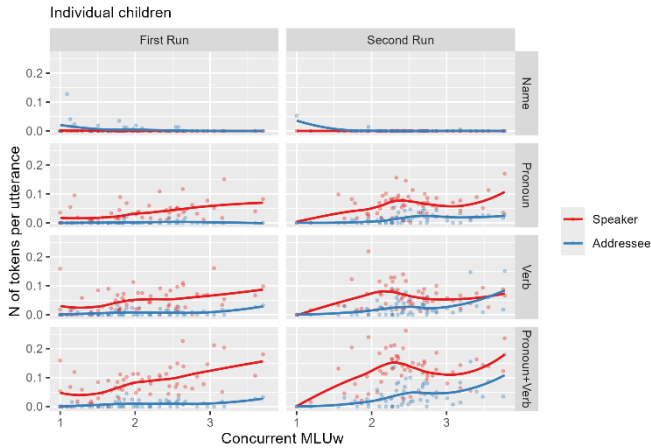 Individual children
First Run
Second Run
0.2
0.1
0.0
Name
0.2
0.1
0.0
Pronoun
0.2
0.1
0.0
Verb
0.2
0.1
0.0
Pronoun+Verb
1
2
3
1
2
3
N of tokens per utterance
Concurrent MLUw
Speaker
Addressee